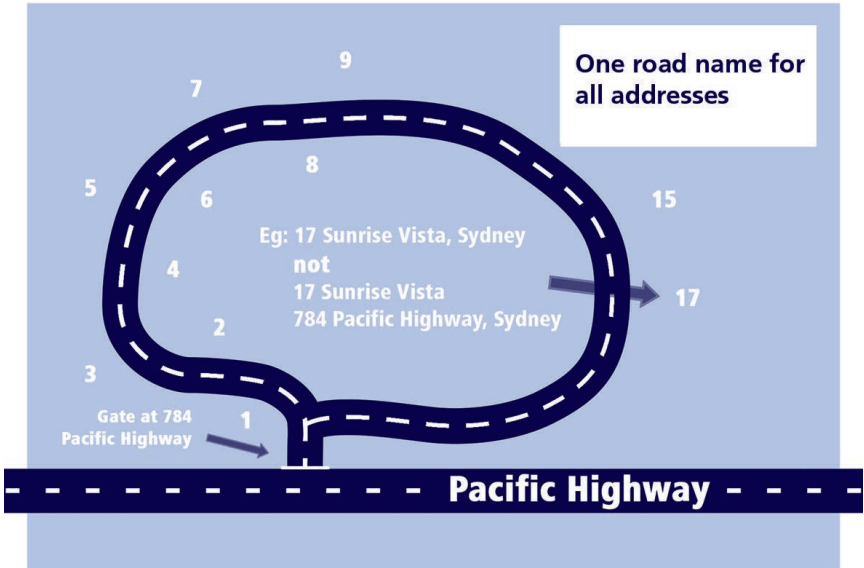 One road name for
all addresses
9
7
8
5
6
15
Eg: 17 Sunrise Vista, Sydney
not
17 Sunrise Vista
784 Pacific Highway, Sydney
4
17
2
3
1
Gate at 784
Pacific Highway
Pacific Highway